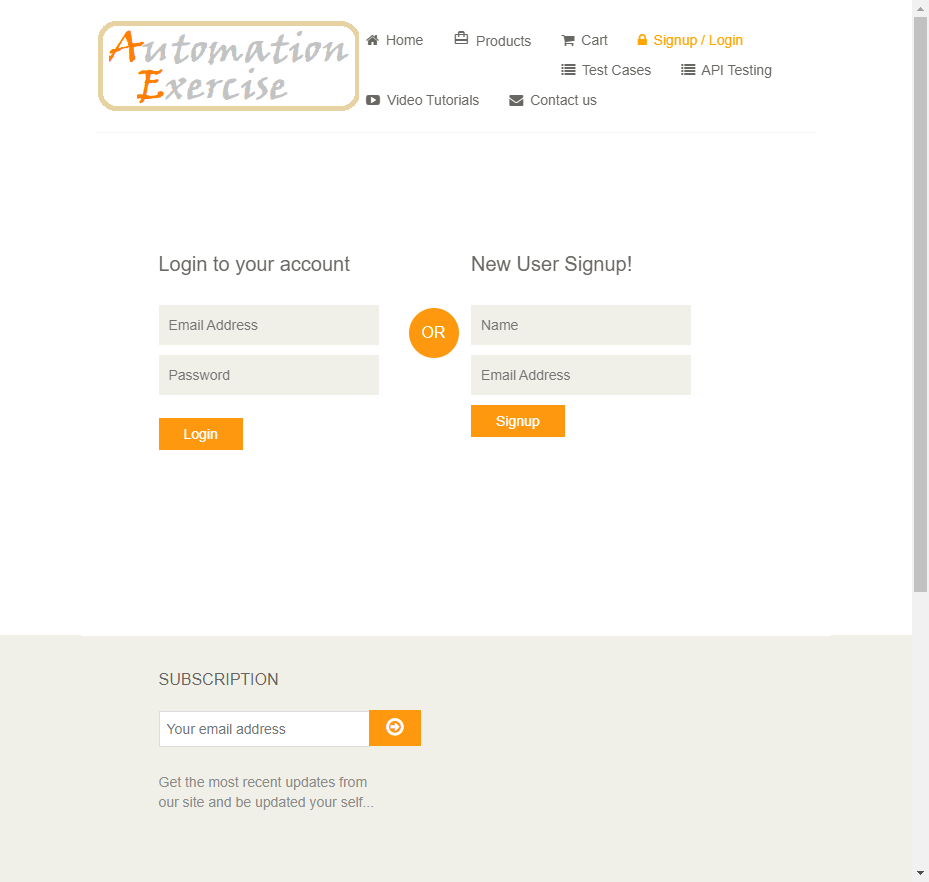 Automation
Exercise
Home
Products
Cart
Signup / Login
Test Cases
API Testing
Video Tutorials
Contact us
Login to your account
Email Address
Password
Login
OR
New User Signup!
Name
Email Address
Signup
SUBSCRIPTION
Your email address
Get the most recent updates from
our site and be updated your self...